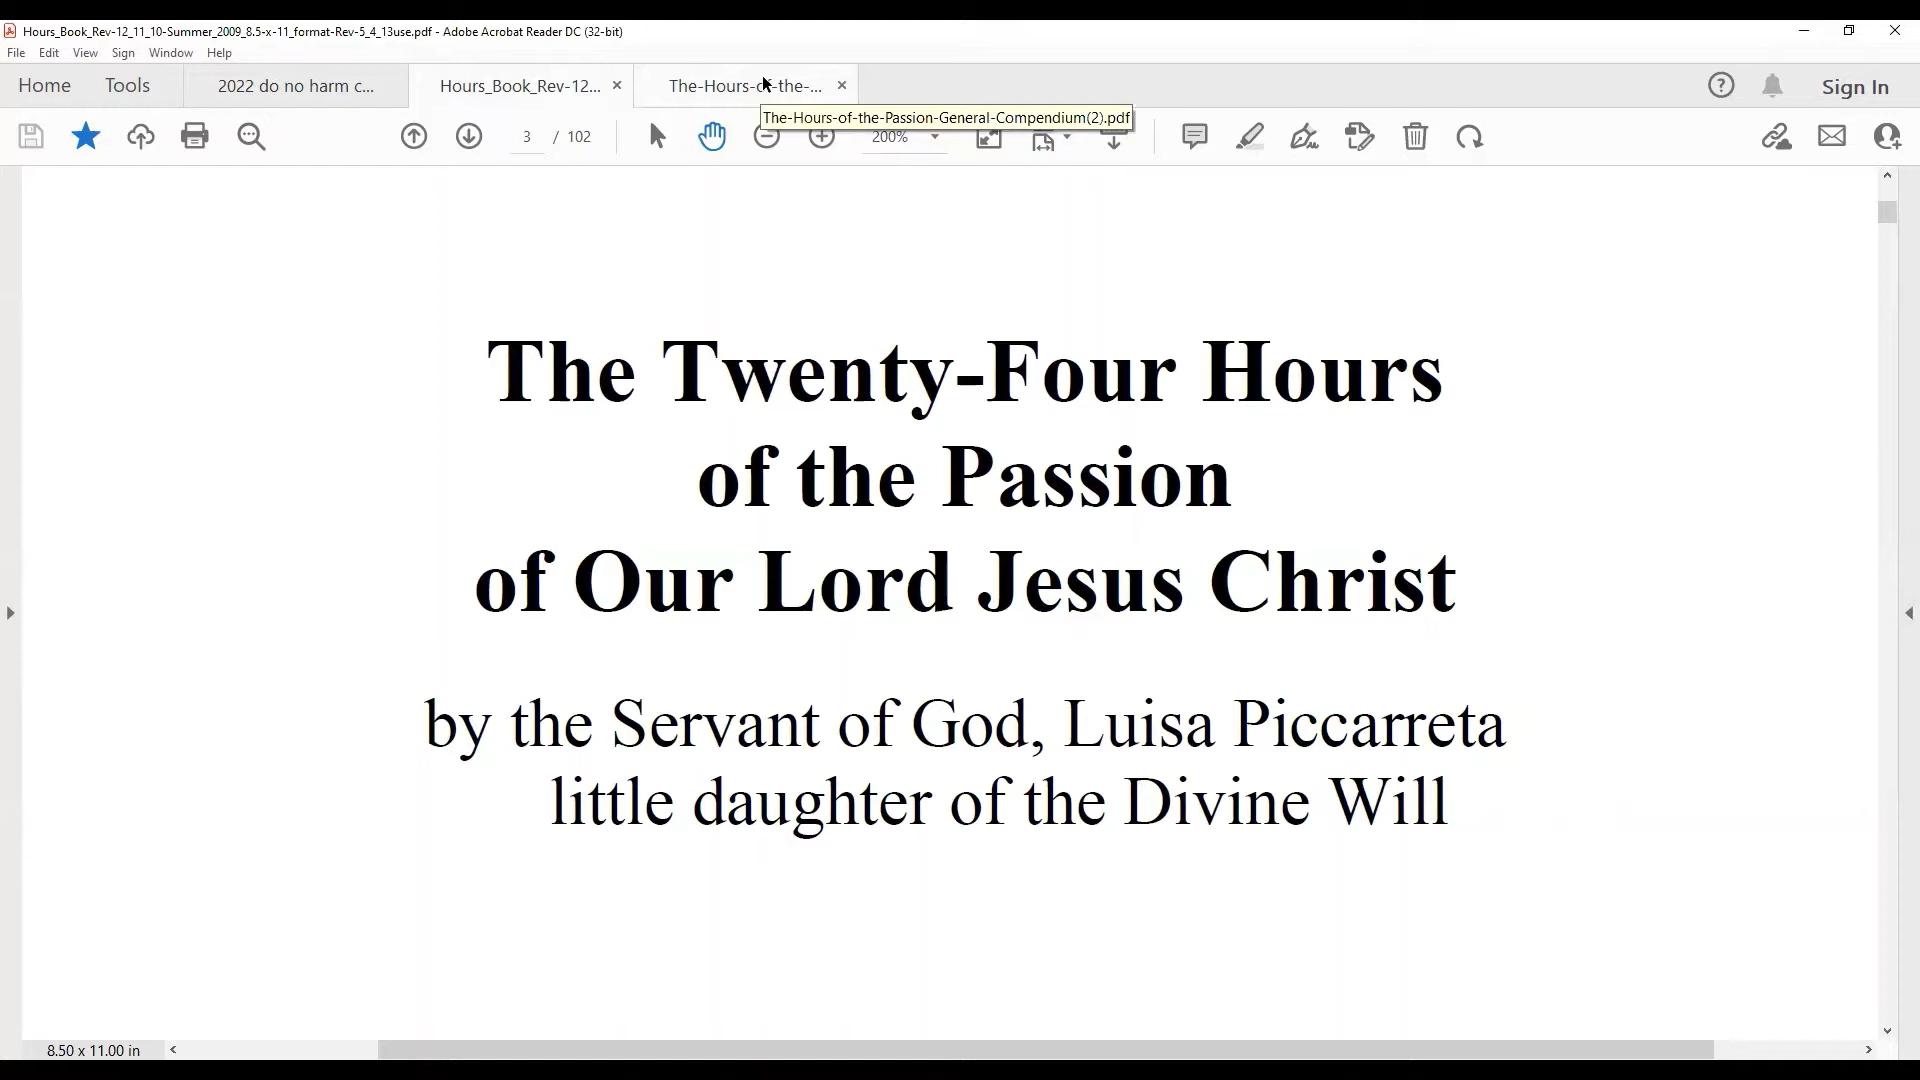 Hours_Book_Rev-12_11_10-Summer_2009_8.5-x-11_format-Rev-5_4_13use.pdf - Adobe Acrobat Reader DC (32-bit)
File Edit View Sign Window Help
Home Tools 2022 do no harm c... Hours_Book_Rev-12... × The-Hours-of-the-... × Sign In
The-Hours-of-the-Passion-General-Compendium(2).pdf
3 / 102 200%
The Twenty-Four Hours
of the Passion
of Our Lord Jesus Christ
by the Servant of God, Luisa Piccarreta
little daughter of the Divine Will
8.50 x 11.00 in